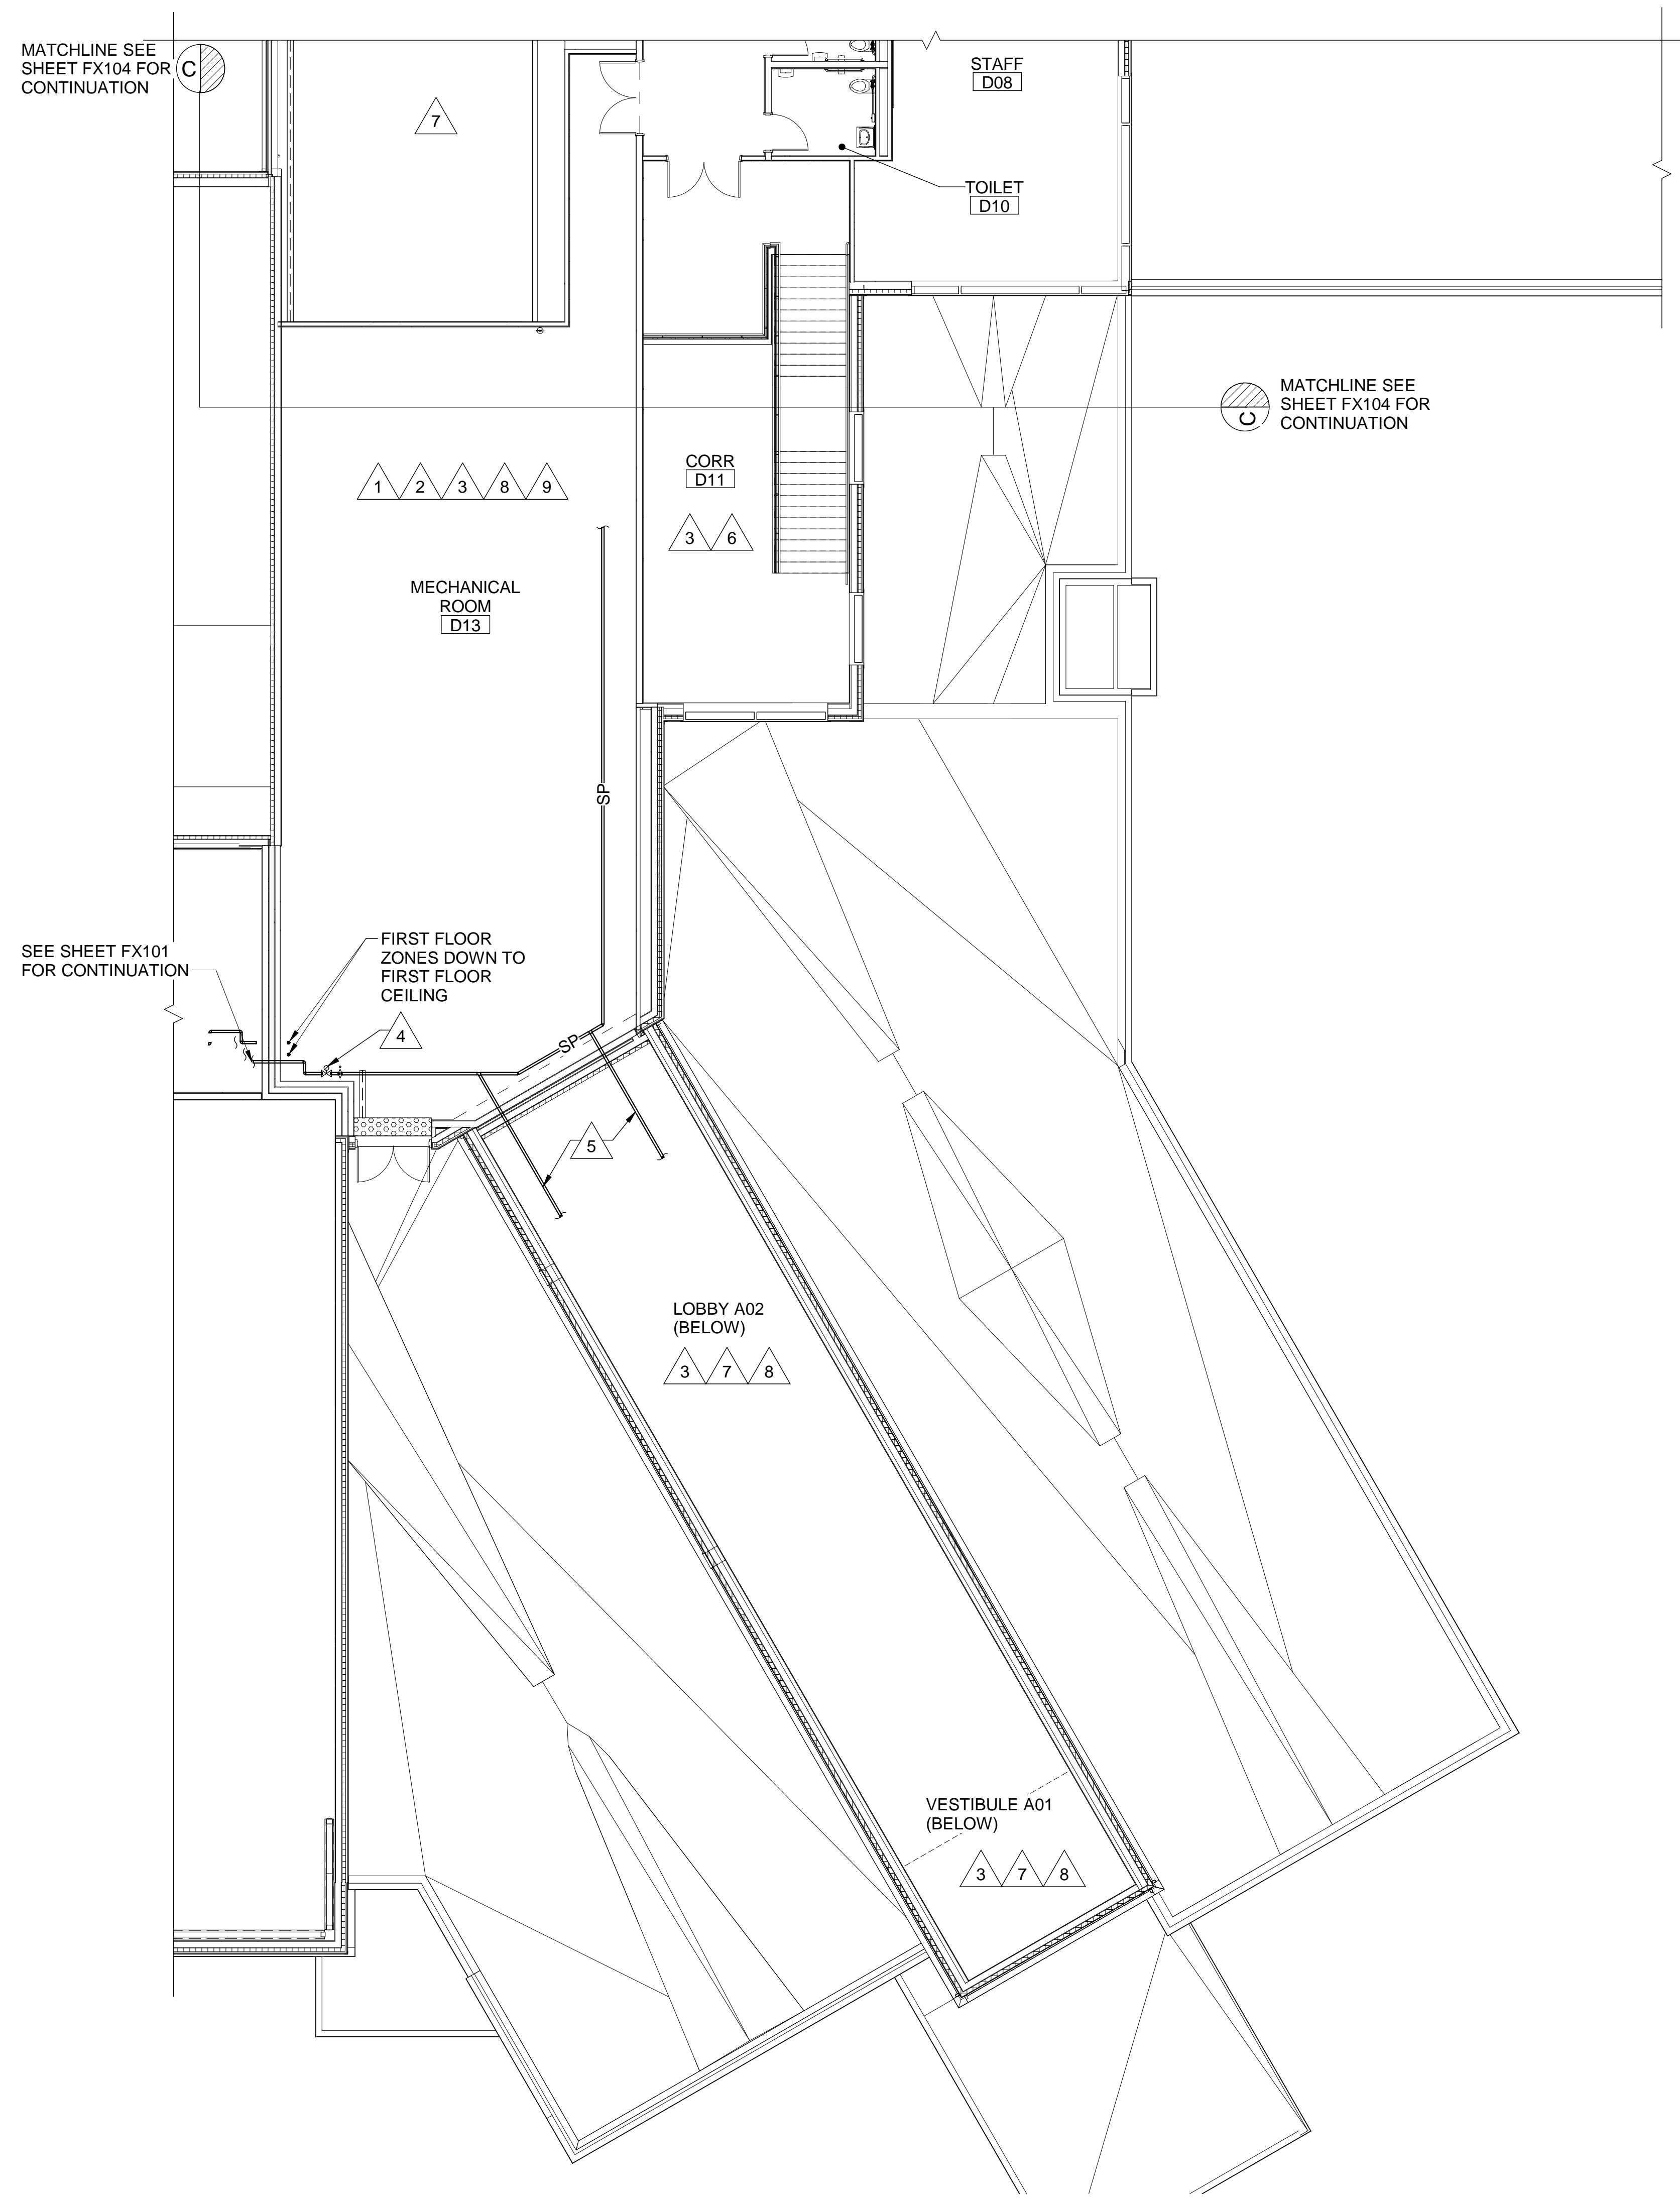 MATCHLINE SEE
SHEET FX104 FOR
CONTINUATION
C
7
STAFF
D08
TOILET
D10
MATCHLINE SEE
SHEET FX104 FOR
CONTINUATION
C
1 2 3 8 9
CORR
D11
3 6
MECHANICAL
ROOM
D13
SP
SEE SHEET FX101
FOR CONTINUATION
FIRST FLOOR
ZONES DOWN TO
FIRST FLOOR
CEILING
4
SP
5
LOBBY A02
(BELOW)
3 7 8
VESTIBULE A01
(BELOW)
3 7 8